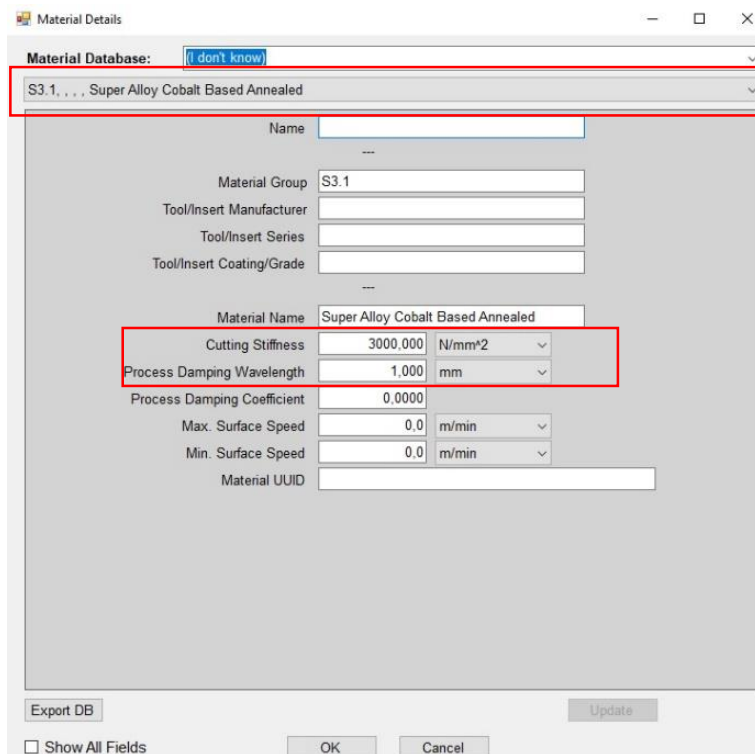 Material Details
Material Database: (I don't know)
S3.1, , , , Super Alloy Cobalt Based Annealed
Name
---
Material Group S3.1
Tool/Insert Manufacturer
Tool/Insert Series
Tool/Insert Coating/Grade
---
Material Name Super Alloy Cobalt Based Annealed
Cutting Stiffness 3000,000 N/mm^2
Process Damping Wavelength 1,000 mm
Process Damping Coefficient 0,0000
Max. Surface Speed 0,0 m/min
Min. Surface Speed 0,0 m/min
Material UUID
Export DB Update
Show All Fields OK Cancel